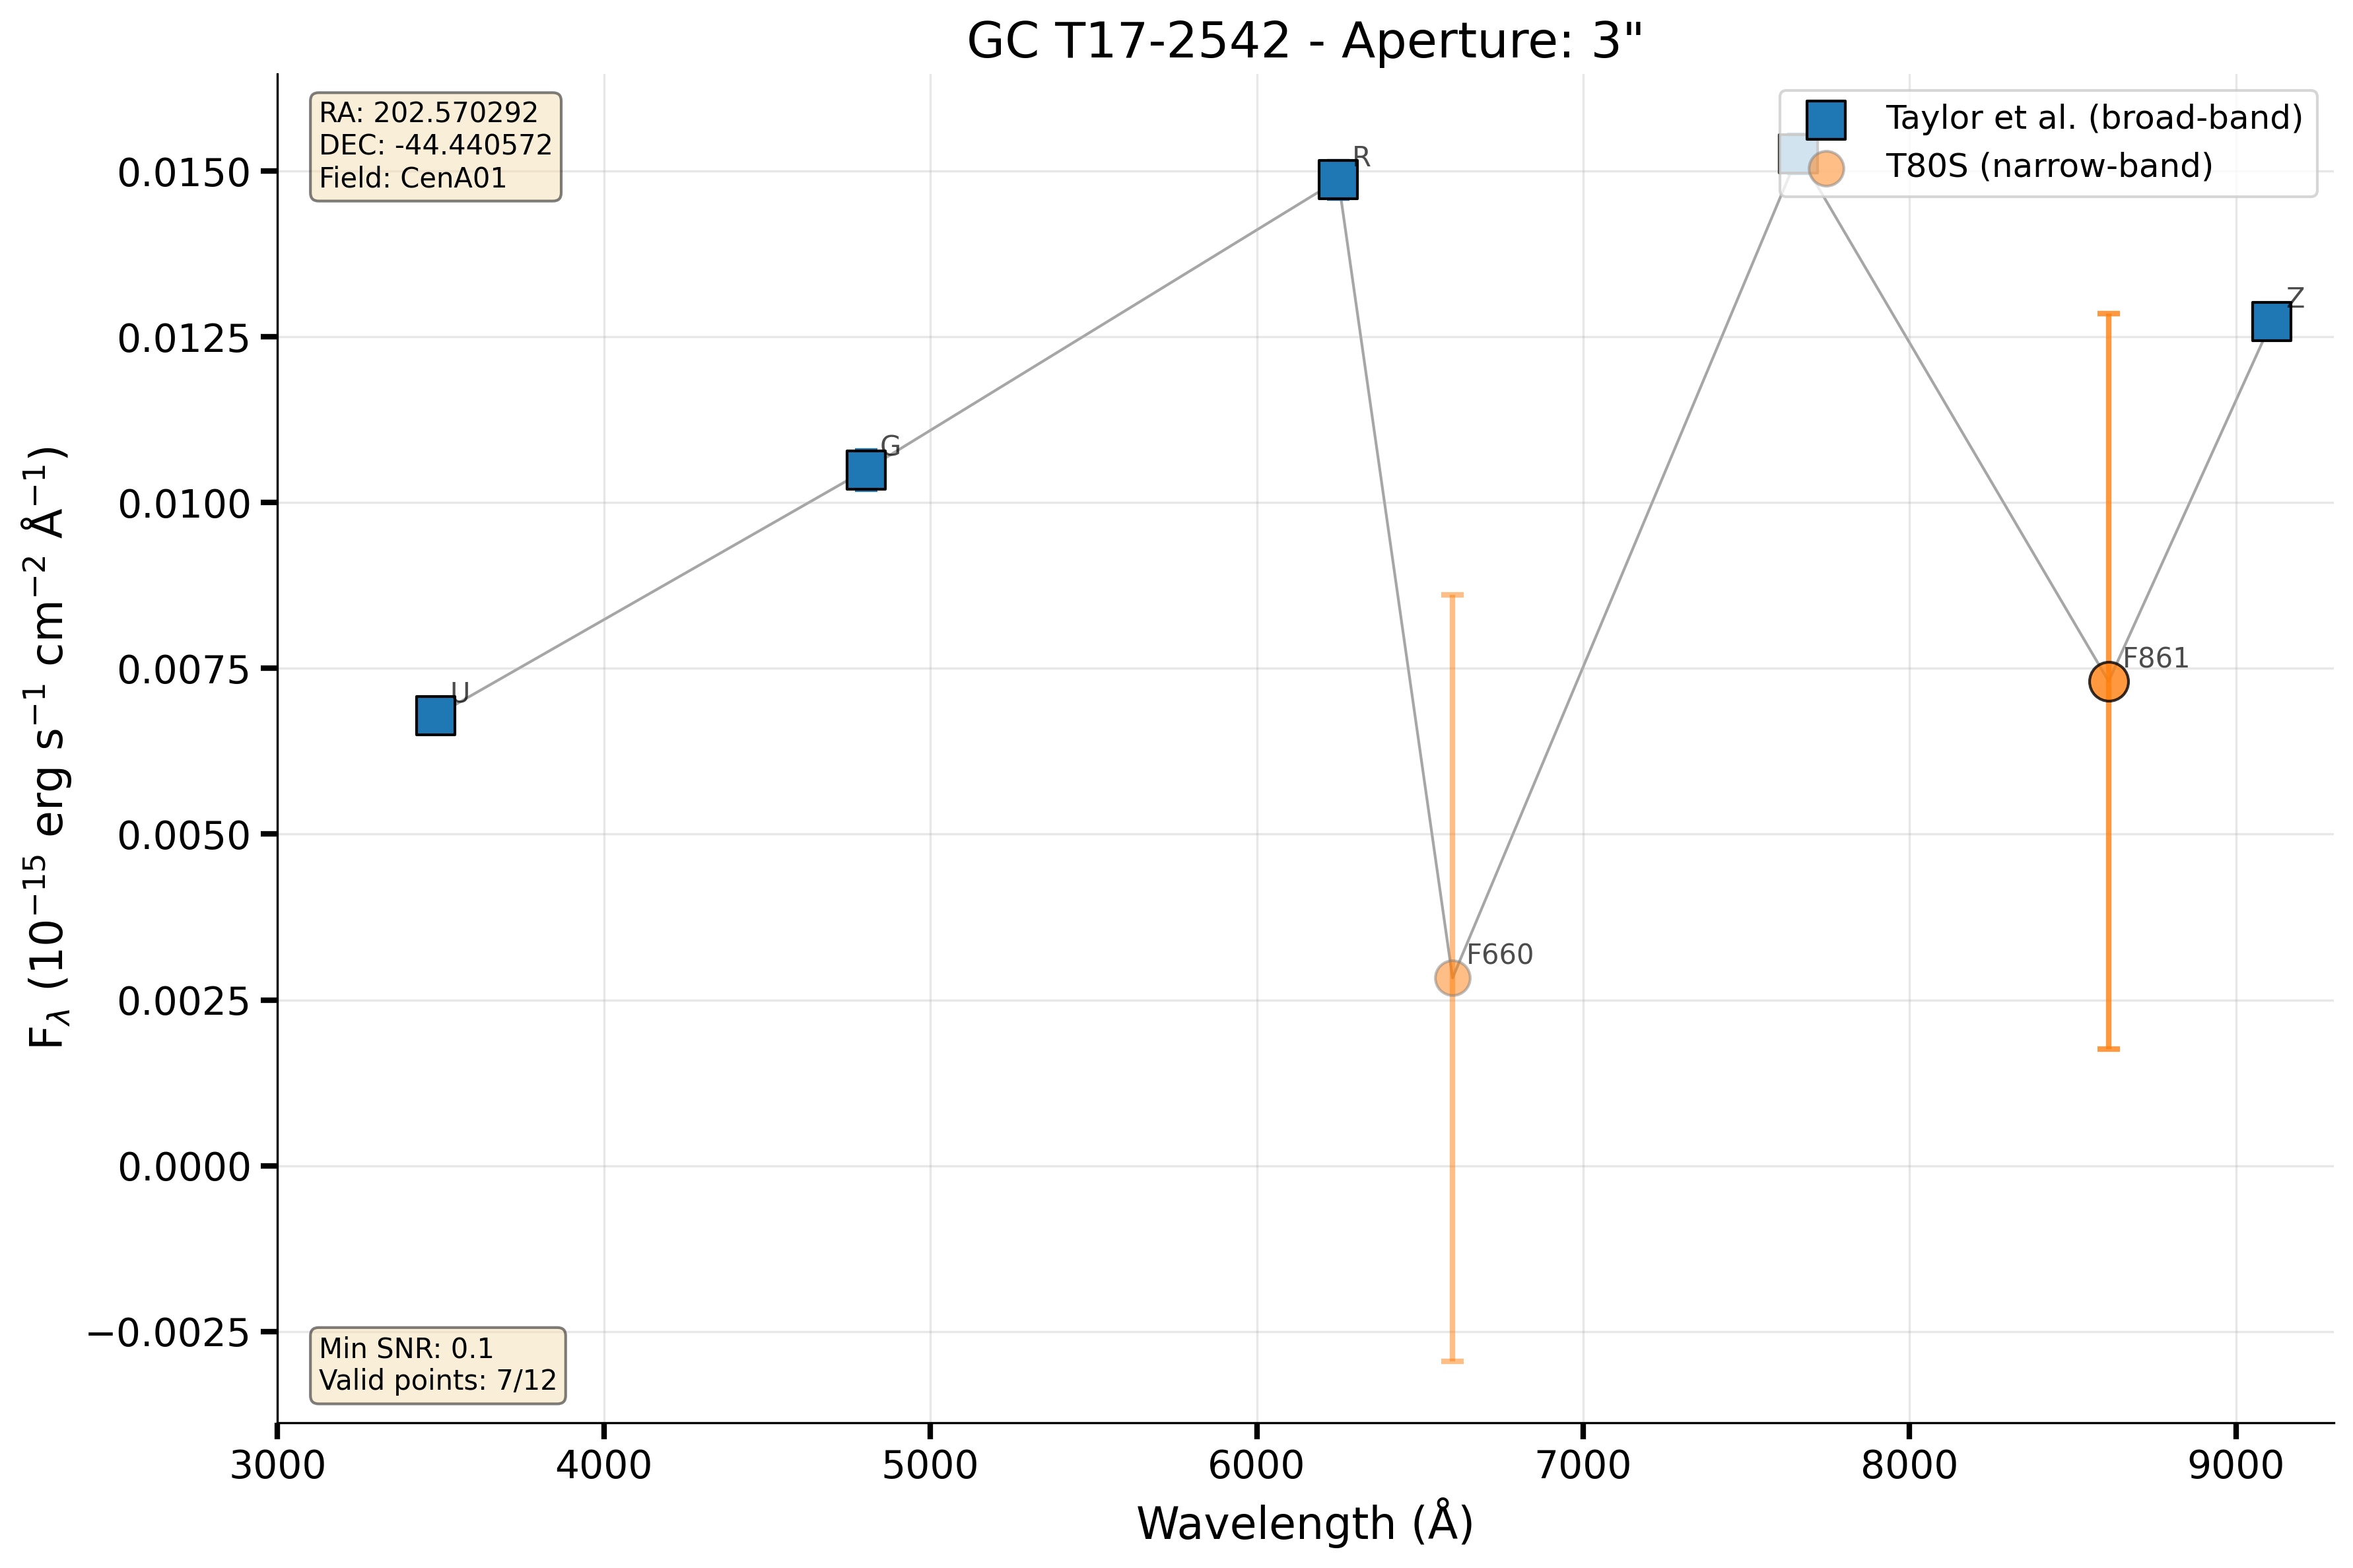 GC T17-2542 - Aperture: 3"
RA: 202.570292
DEC: -44.440572
Field: CenA01
Taylor et al. (broad-band)
T80S (narrow-band)
R
Z
G
F861
U
F660
0.0150
0.0125
0.0100
0.0075
0.0050
0.0025
0.0000
−0.0025
F_λ (10⁻¹⁵ erg s⁻¹ cm⁻² Å⁻¹)
Min SNR: 0.1
Valid points: 7/12
3000 4000 5000 6000 7000 8000 9000
Wavelength (Å)